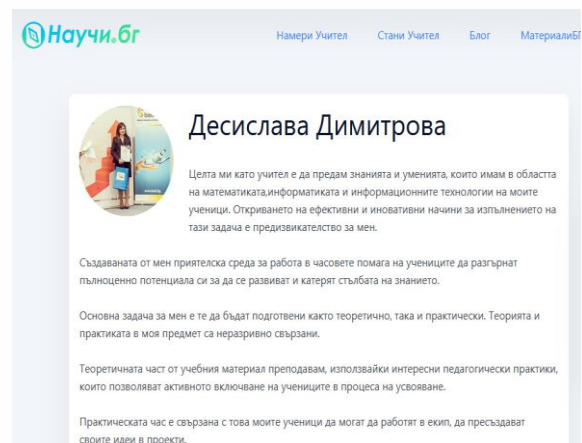 Научи.бг
Намери Учител Стани Учител Блог МатериалиБГ
Десислава Димитрова
Целта ми като учител е да предам знанията и уменията, които имам в областта
на математиката,информатиката и информационните технологии на моите
ученици. Откриването на ефективни и иновативни начини за изпълнението на
тази задача е предизвикателство за мен.
Създаваната от мен приятелска среда за работа в часовете помага на учениците да разгърнат
пълноценно потенциала си за да се развиват и катерят стълбата на знанието.
Основна задача за мен е те да бъдат подготвени както теоретично, така и практически. Теорията и
практиката в моя предмет са неразривно свързани.
Теоретичната част от учебния материал преподавам, използвайки интересни педагогически практики,
които позволяват активното включване на учениците в процеса на усвояване.
Практическата час е свързана с това моите ученици да могат да работят в екип, да пресъздават
своите идеи в проекти.